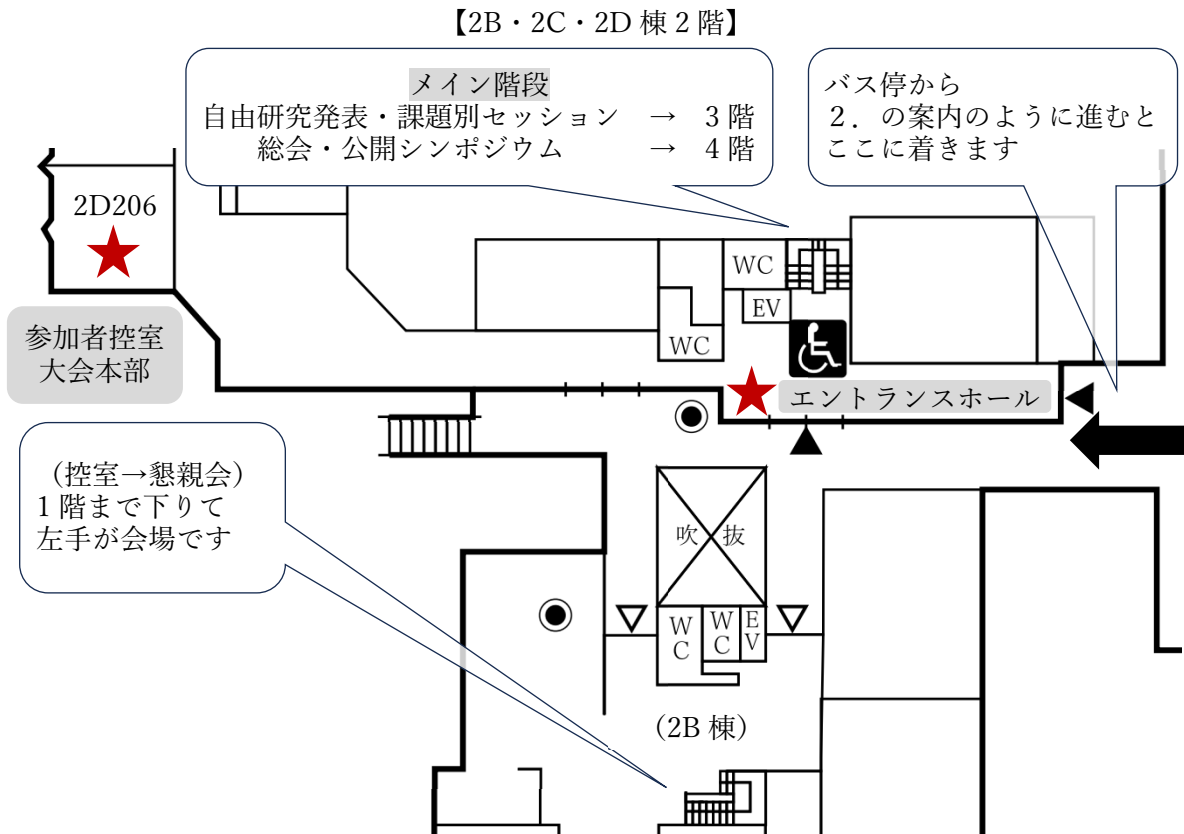 【2B・2C・2D 棟 2 階】
メイン階段
自由研究発表・課題別セッション → 3 階
総会・公開シンポジウム → 4 階
バス停から
２．の案内のように進むと
ここに着きます
2D206
参加者控室
大会本部
WC
EV
WC
エントランスホール
（控室→懇親会）
1 階まで下りて
左手が会場です
吹 抜
WC
WC
EV
（2B 棟）